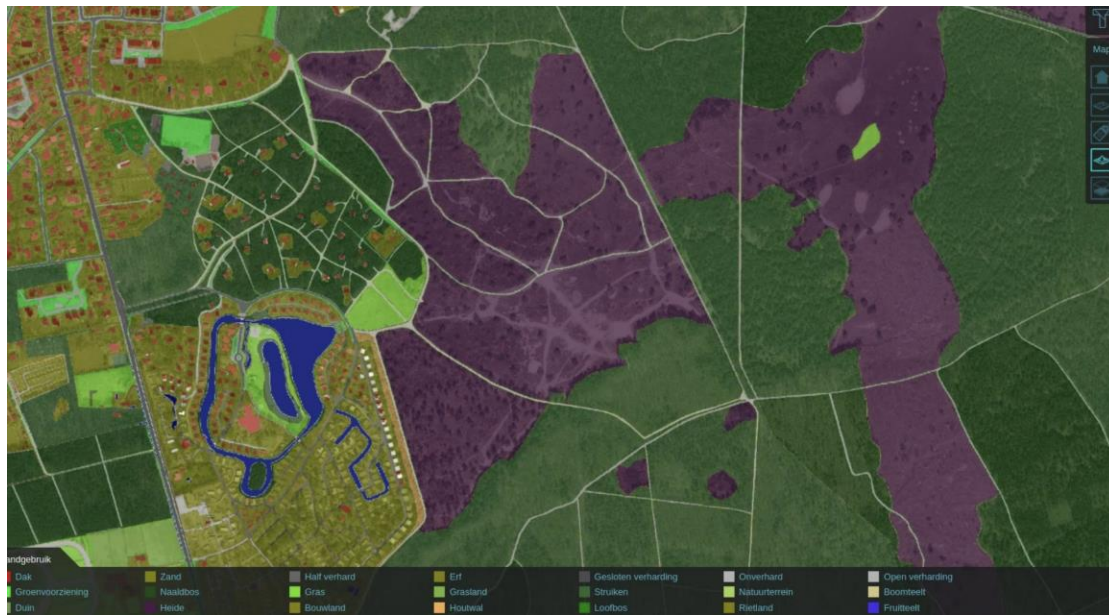 Map
andgebruik
Dak Zand Half verhard Erf Gesloten verharding Onverhard Open verharding
Groenvoorziening Naaldbos Gras Grasland Struiken Natuurterrein Boomteelt
Duin Heide Bouwland Houtwal Loofbos Rietland Fruitteelt